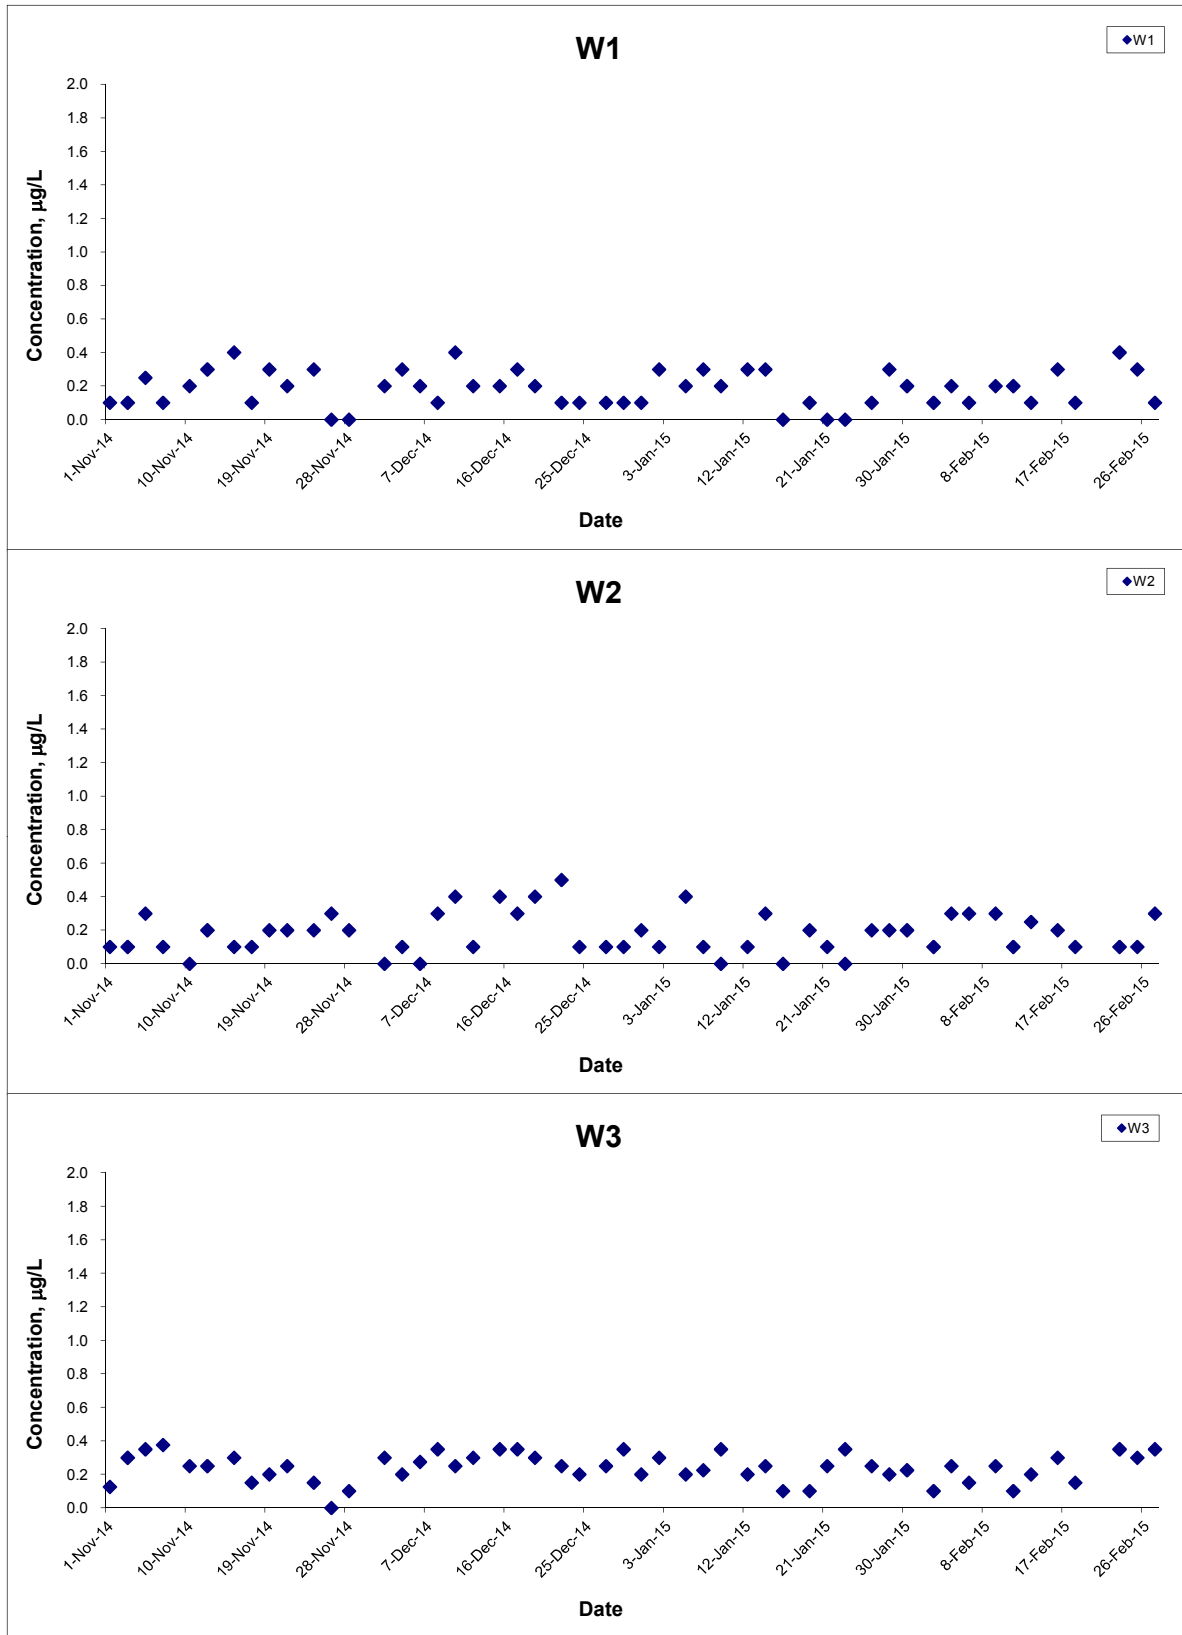 W1
W1
2.0
1.8
1.6
1.4
1.2
1.0
0.8
0.6
0.4
0.2
0.0
Concentration, µg/L
1-Nov-14
10-Nov-14
19-Nov-14
28-Nov-14
7-Dec-14
16-Dec-14
25-Dec-14
3-Jan-15
12-Jan-15
21-Jan-15
30-Jan-15
8-Feb-15
17-Feb-15
26-Feb-15
Date
W2
W2
2.0
1.8
1.6
1.4
1.2
1.0
0.8
0.6
0.4
0.2
0.0
Concentration, µg/L
1-Nov-14
10-Nov-14
19-Nov-14
28-Nov-14
7-Dec-14
16-Dec-14
25-Dec-14
3-Jan-15
12-Jan-15
21-Jan-15
30-Jan-15
8-Feb-15
17-Feb-15
26-Feb-15
Date
W3
W3
2.0
1.8
1.6
1.4
1.2
1.0
0.8
0.6
0.4
0.2
0.0
Concentration, µg/L
1-Nov-14
10-Nov-14
19-Nov-14
28-Nov-14
7-Dec-14
16-Dec-14
25-Dec-14
3-Jan-15
12-Jan-15
21-Jan-15
30-Jan-15
8-Feb-15
17-Feb-15
26-Feb-15
Date